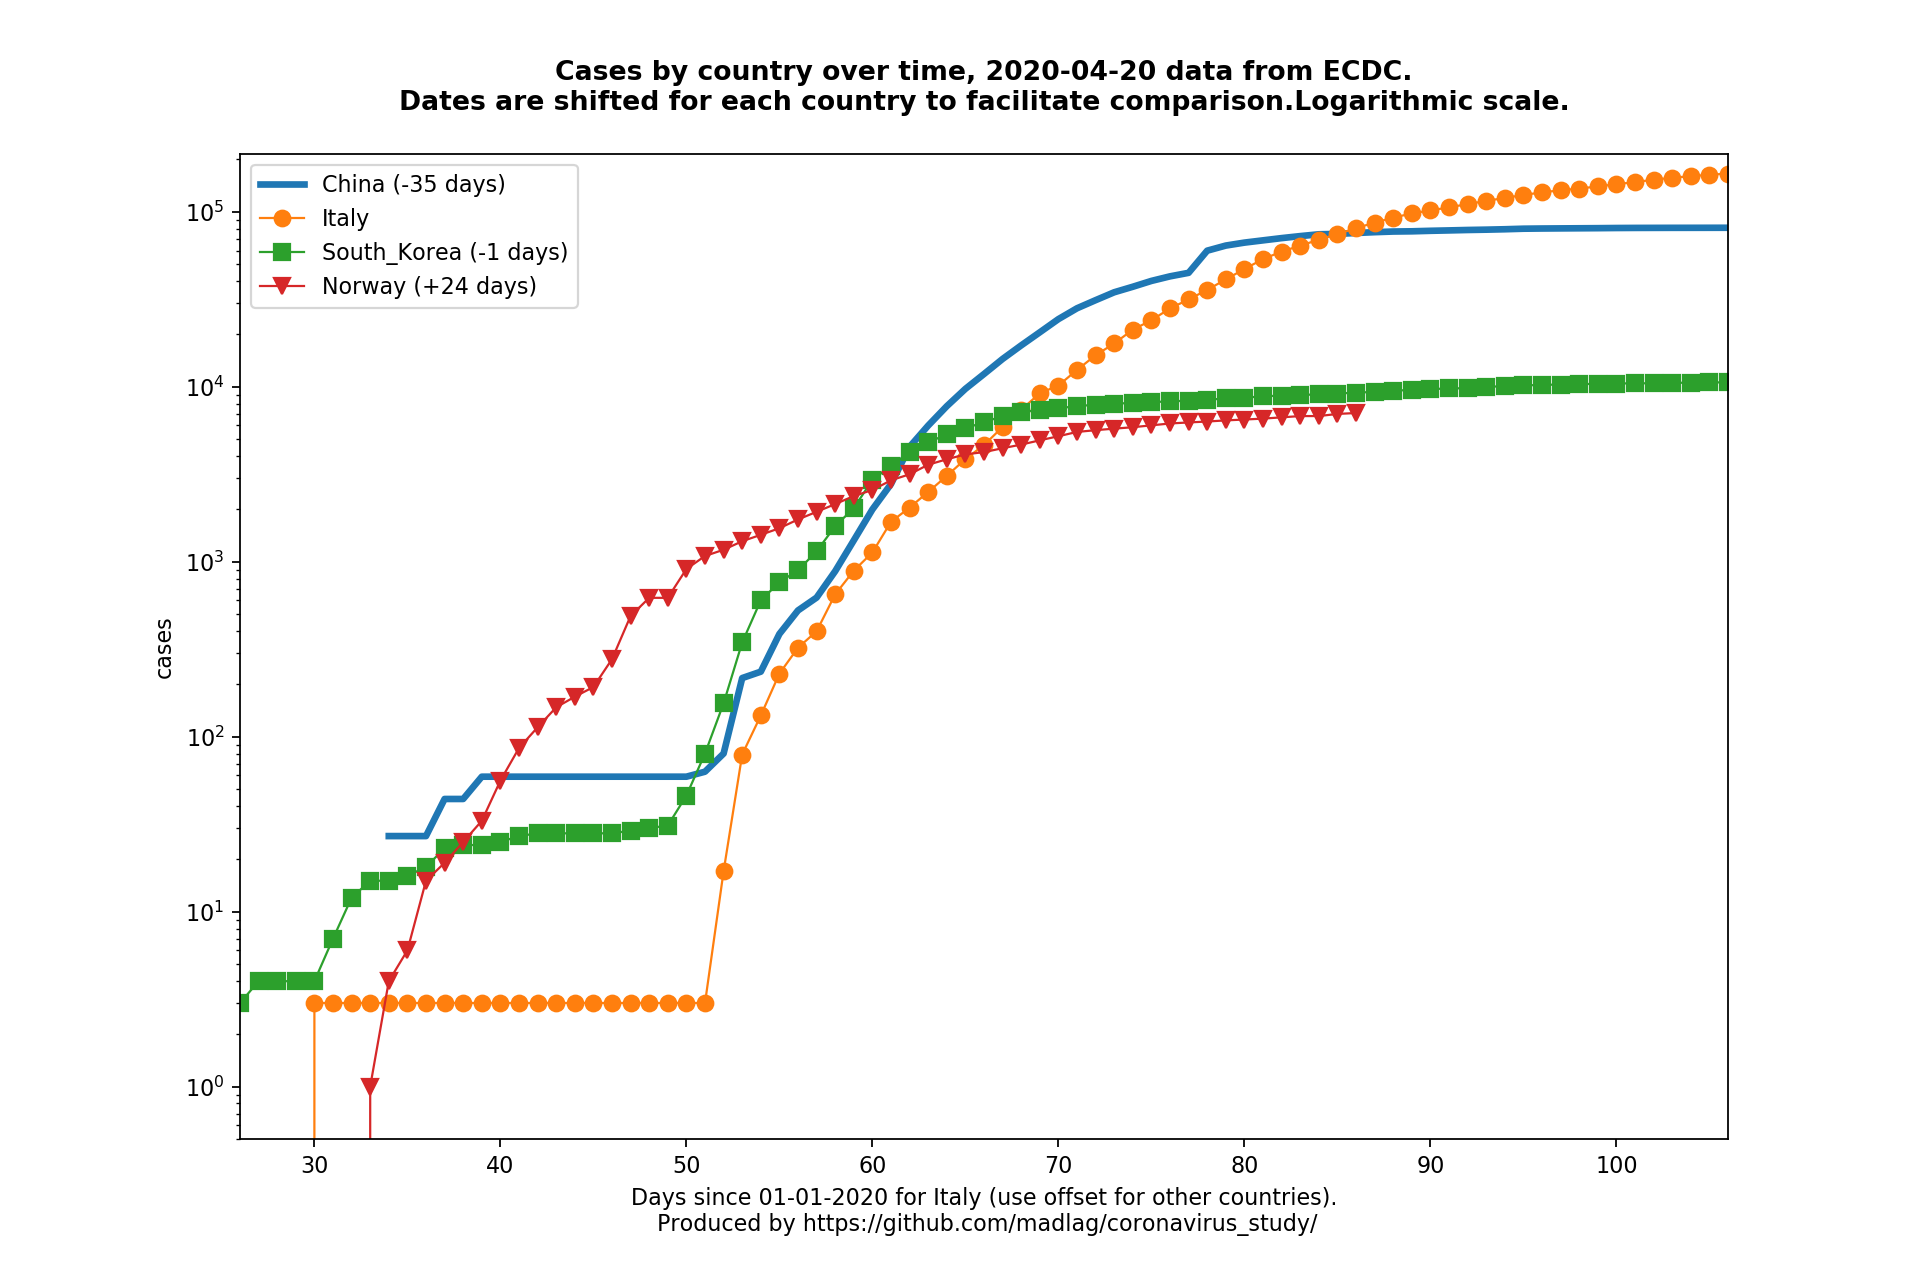 Cases by country over time, 2020-04-20 data from ECDC.
Dates are shifted for each country to facilitate comparison.Logarithmic scale.
China (-35 days)
Italy
South_Korea (-1 days)
Norway (+24 days)
10⁵
10⁴
10³
10²
10¹
10⁰
cases
30 40 50 60 70 80 90 100
Days since 01-01-2020 for Italy (use offset for other countries).
Produced by https://github.com/madlag/coronavirus_study/